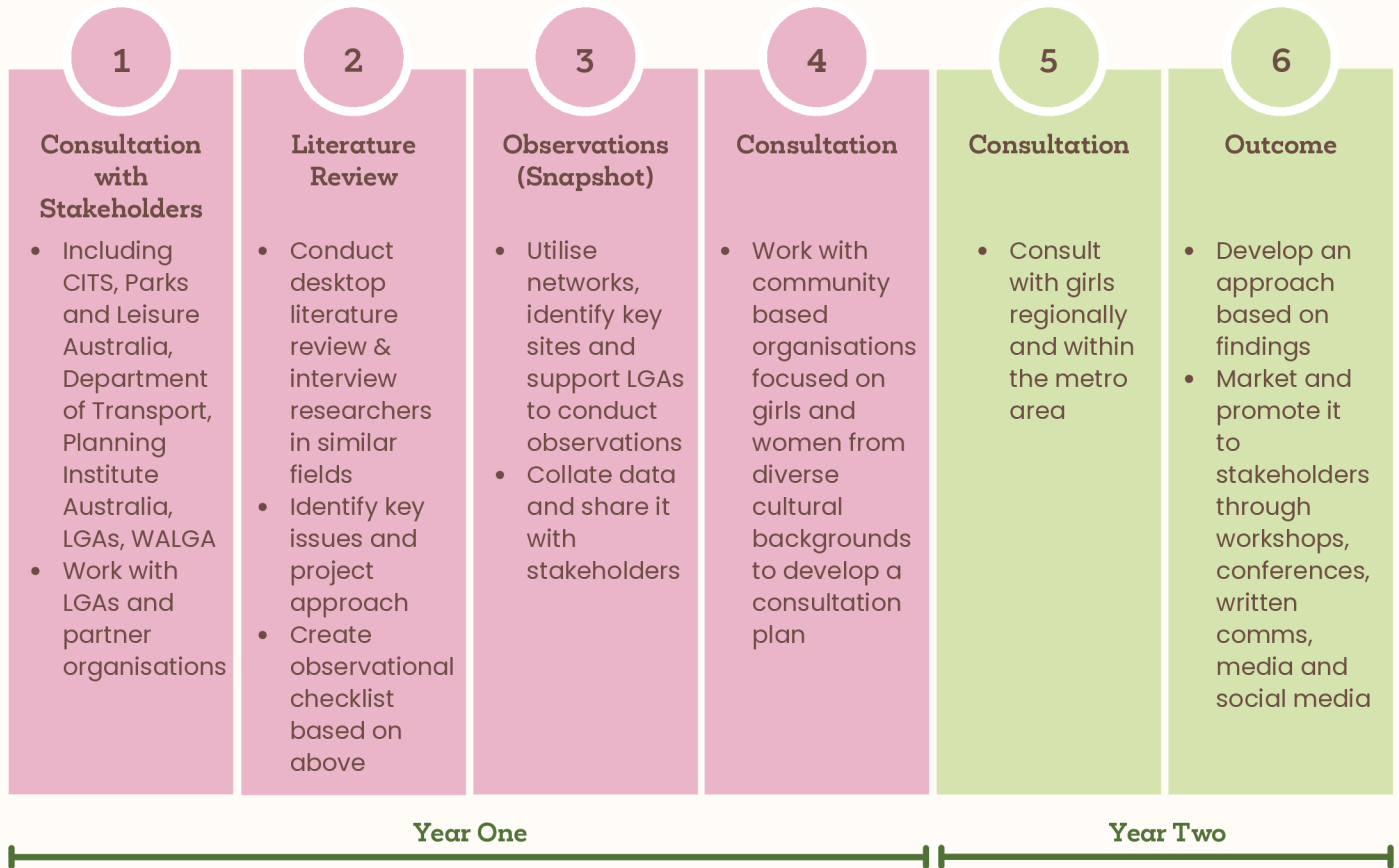 1
Consultation
with
Stakeholders
• Including
CITS, Parks
and Leisure
Australia,
Department
of Transport,
Planning
Institute
Australia,
LGAs, WALGA
• Work with
LGAs and
partner
organisations
2
Literature
Review
• Conduct
desktop
literature
review &
interview
researchers
in similar
fields
• Identify key
issues and
project
approach
• Create
observational
checklist
based on
above
3
Observations
(Snapshot)
• Utilise
networks,
identify key
sites and
support LGAs
to conduct
observations
• Collate data
and share it
with
stakeholders
4
Consultation
• Work with
community
based
organisations
focused on
girls and
women from
diverse
cultural
backgrounds
to develop a
consultation
plan
5
Consultation
• Consult
with girls
regionally
and within
the metro
area
6
Outcome
• Develop an
approach
based on
findings
• Market and
promote it
to
stakeholders
through
workshops,
conferences,
written
comms,
media and
social media
Year One
Year Two